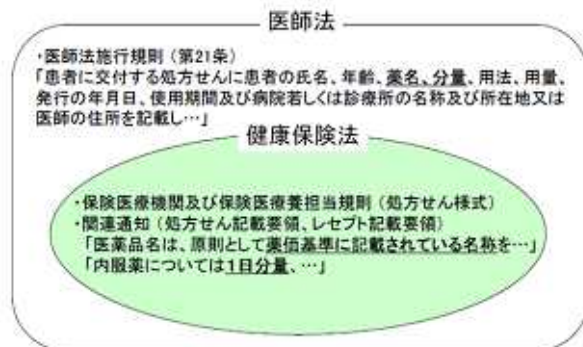 医師法
・医師法施行規則（第21条）
「患者に交付する処方せんに患者の氏名、年齢、薬名、分量、用法、用量、
発行の年月日、使用期間及び病院若しくは診療所の名称及び所在地又は
医師の住所を記載し…」
健康保険法
・保険医療機関及び保険医療養担当規則（処方せん様式）
・関連通知（処方せん記載要領、レセプト記載要領）
「医薬品名は、原則として薬価基準に記載されている名称を…」
「内服薬については1日分量、…」